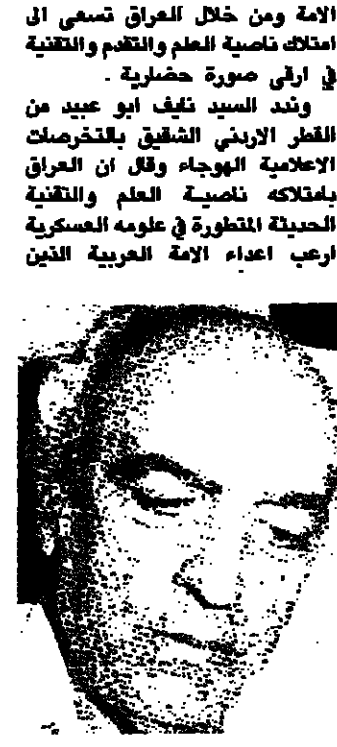 الامة ومن خلال العراق تسعى الى
امتلاك ناصية العلم والتقدم والتقنية
في ارقى صورة حضارية .
وندد السيد نايف ابو عبيد من
القطر الاردني الشقيق بالتخرصات
الاعلامية الهوجاء وقال ان العراق
بامتلاكه ناصية العلم والتقنية
الحديثة المتطورة في علومه العسكرية
ارعب اعداء الامة العربية الذين